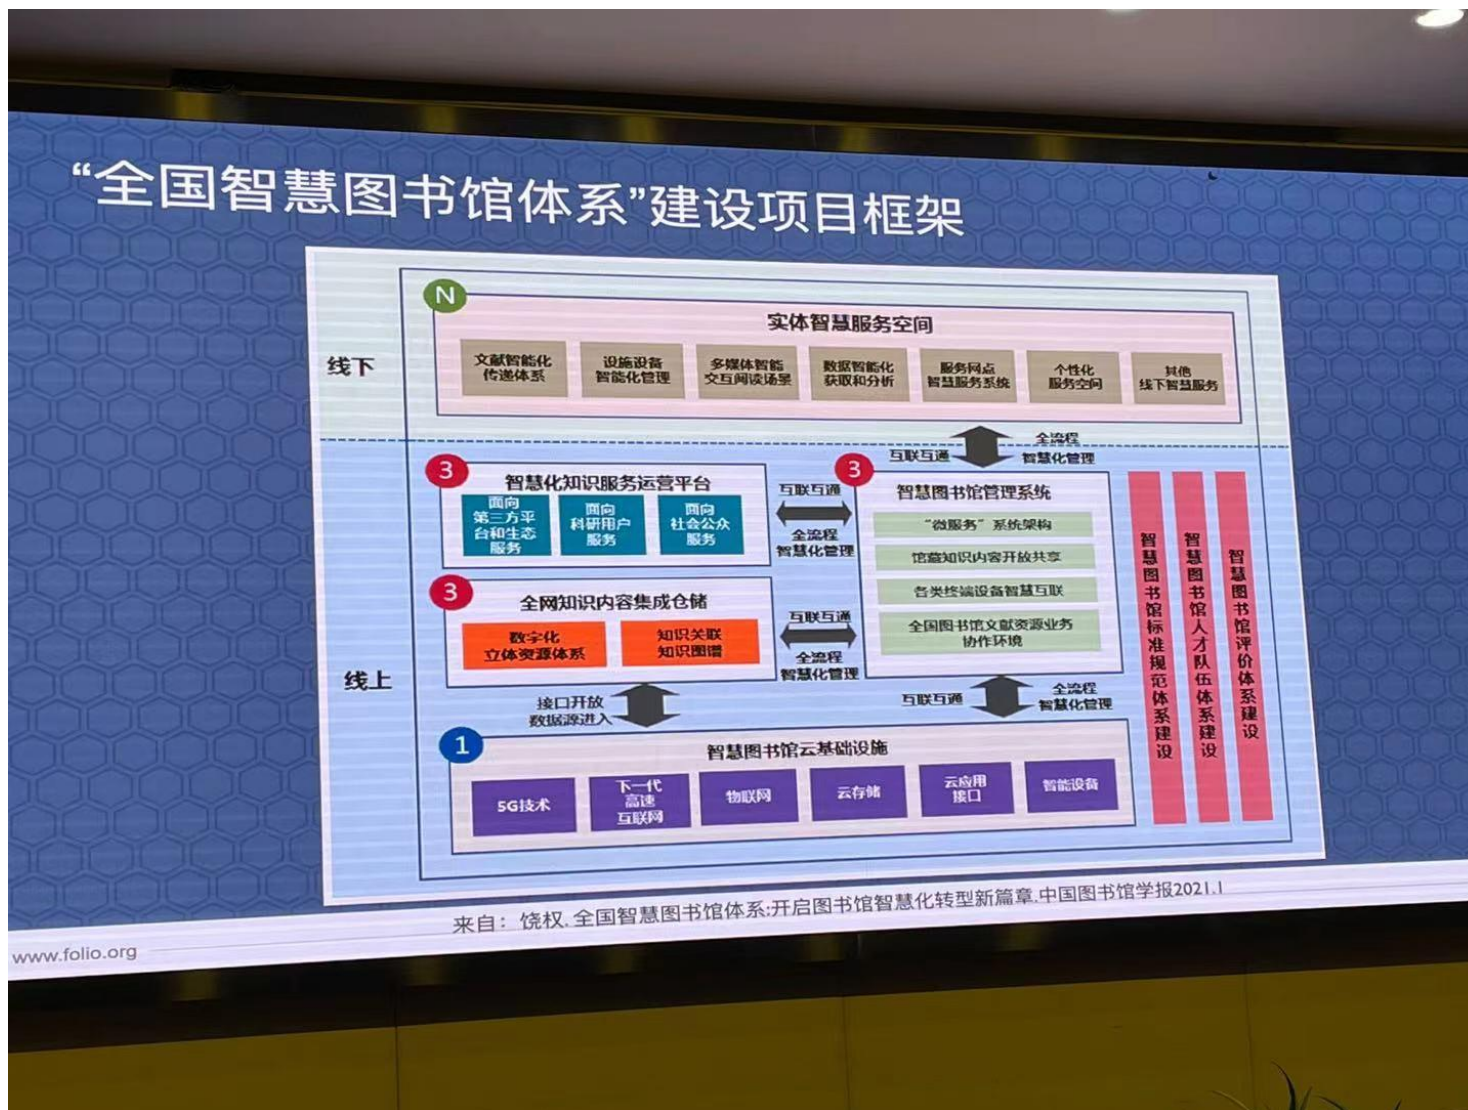 “全国智慧图书馆体系”建设项目框架
线下
N
实体智慧服务空间
文献智能化
传递体系
设施设备
智能化管理
多媒体智能
交互阅读场景
数据智能化
获取和分析
服务网点
智慧服务系统
个性化
服务空间
其他
线下智慧服务
互联互通
全流程
智慧化管理
线上
3
智慧化知识服务运营平台
面向
第三方平
台和生态
服务
面向
科研用户
服务
面向
社会公众
服务
互联互通
全流程
智慧化管理
3
智慧图书馆管理系统
“微服务”系统架构
馆藏知识内容开放共享
各类终端设备智慧互联
全国图书馆文献资源业务
协作环境
3
全网知识内容集成仓储
数字化
立体资源体系
知识关联
知识图谱
互联互通
全流程
智慧化管理
接口开放
数据源进入
互联互通
全流程
智慧化管理
1
智慧图书馆云基础设施
5G技术
下一代
高速
互联网
物联网
云存储
云应用
接口
智能设备
智慧图书馆标准规范体系建设
智慧图书馆人才队伍体系建设
智慧图书馆评价体系建设
来自：饶权.全国智慧图书馆体系:开启图书馆智慧化转型新篇章.中国图书馆学报2021.1
www.folio.org